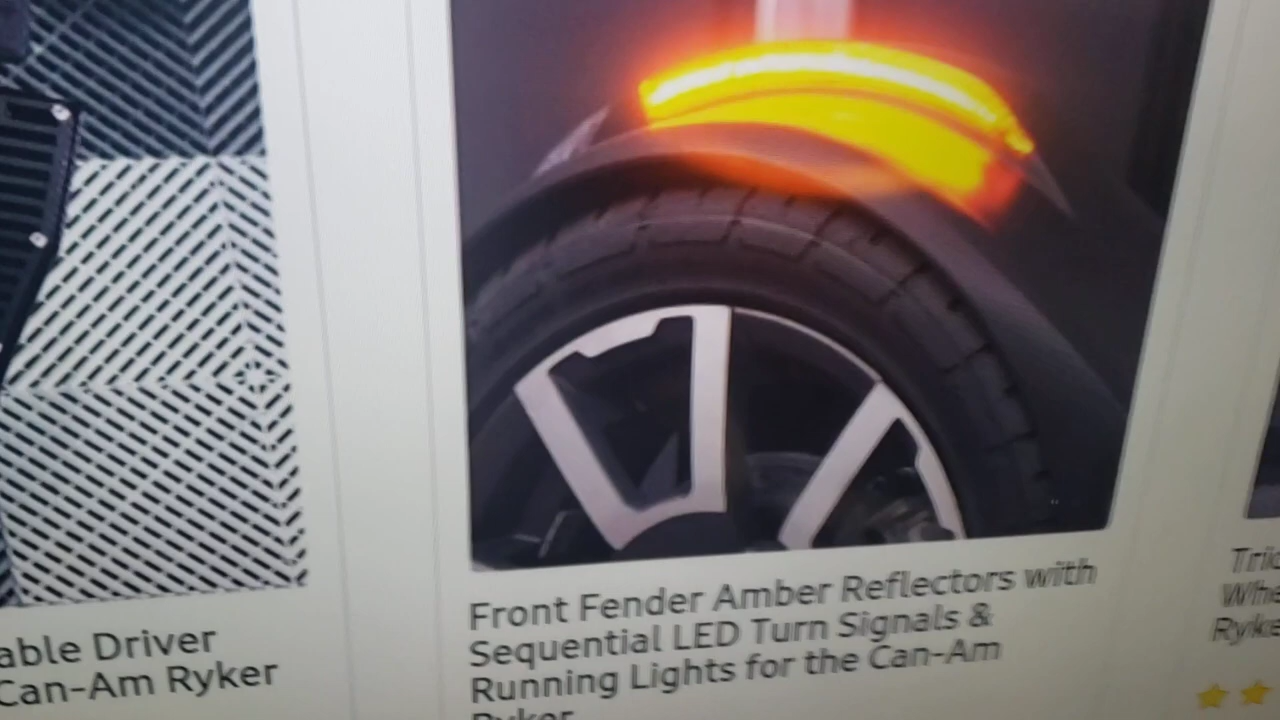 able Driver
Can-Am Ryker
Front Fender Amber Reflectors with
Sequential LED Turn Signals &
Running Lights for the Can-Am
Ryker